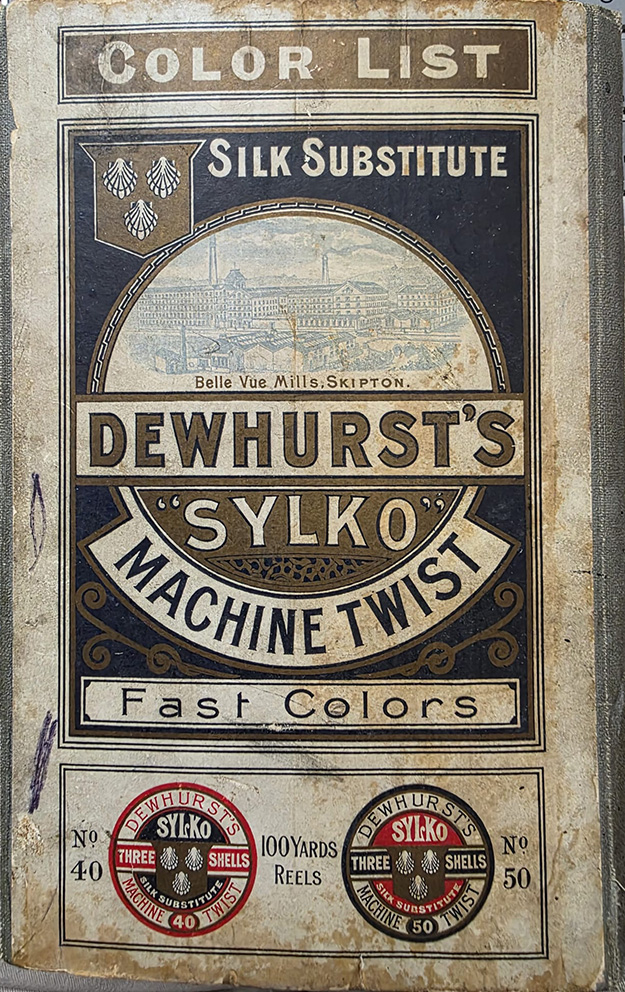 COLOR LIST
SILK SUBSTITUTE
Belle Vue Mills, SKIPTON.
DEWHURST'S
"SYLKO"
MACHINE TWIST
Fast Colors
Nº
40
DEWHURST'S
SYLKO
THREE SHELLS
SILK SUBSTITUTE
MACHINE 40 TWIST
100 YARDS
REELS
DEWHURST'S
SYLKO
THREE SHELLS
SILK SUBSTITUTE
MACHINE 50 TWIST
Nº
50